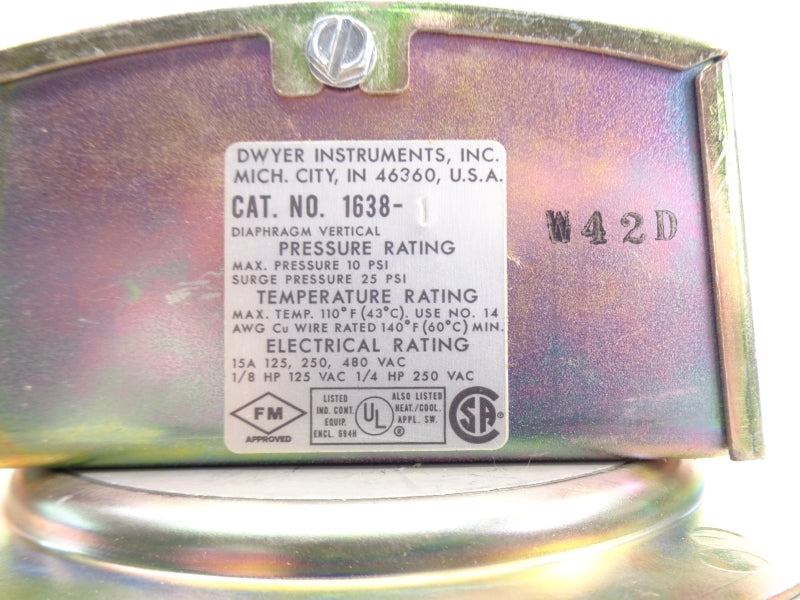 DWYER INSTRUMENTS, INC.
MICH. CITY, IN 46360, U.S.A.
CAT. NO. 1638- 1
DIAPHRAGM VERTICAL
PRESSURE RATING
MAX. PRESSURE 10 PSI
SURGE PRESSURE 25 PSI
TEMPERATURE RATING
MAX. TEMP. 110°F (43°C). USE NO. 14
AWG Cu WIRE RATED 140°F (60°C) MIN.
ELECTRICAL RATING
15A 125, 250, 480 VAC
1/8 HP 125 VAC 1/4 HP 250 VAC
FM
APPROVED
LISTED
IND. CONT.
EQUIP.
ENCL. 694H
UL
®
ALSO LISTED
HEAT./COOL.
APPL. SW.
CSA
®
W42D